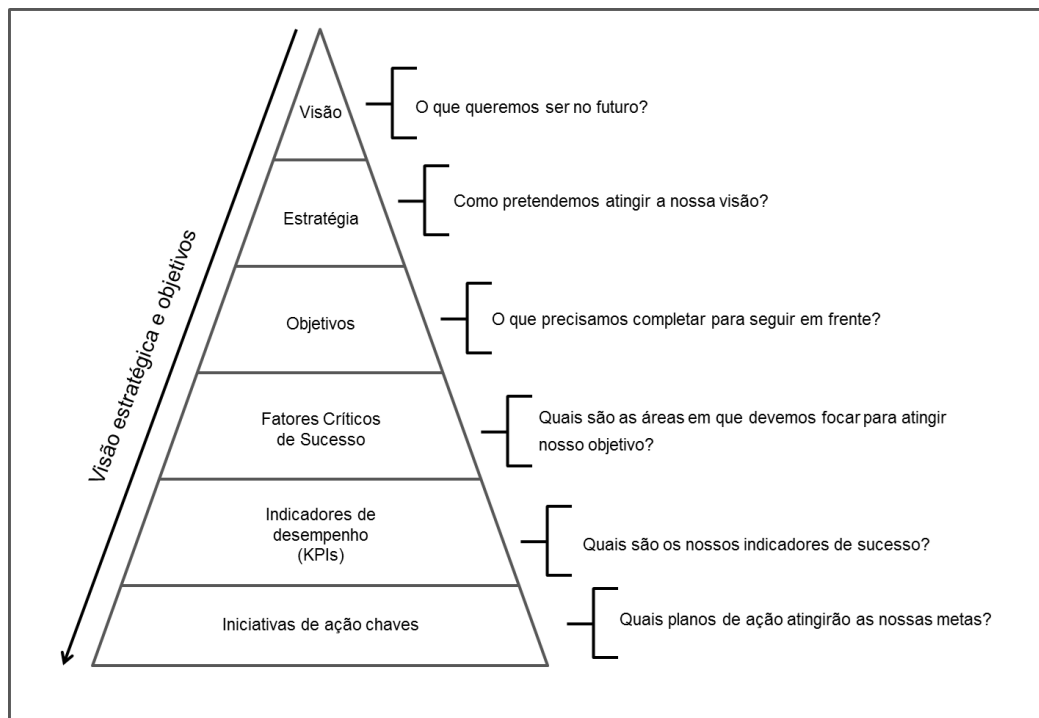 Visão estratégica e objetivos
Visão
O que queremos ser no futuro?
Estratégia
Como pretendemos atingir a nossa visão?
Objetivos
O que precisamos completar para seguir em frente?
Fatores Críticos
de Sucesso
Quais são as áreas em que devemos focar para atingir
nosso objetivo?
Indicadores de
desempenho
(KPIs)
Quais são os nossos indicadores de sucesso?
Iniciativas de ação chaves
Quais planos de ação atingirão as nossas metas?